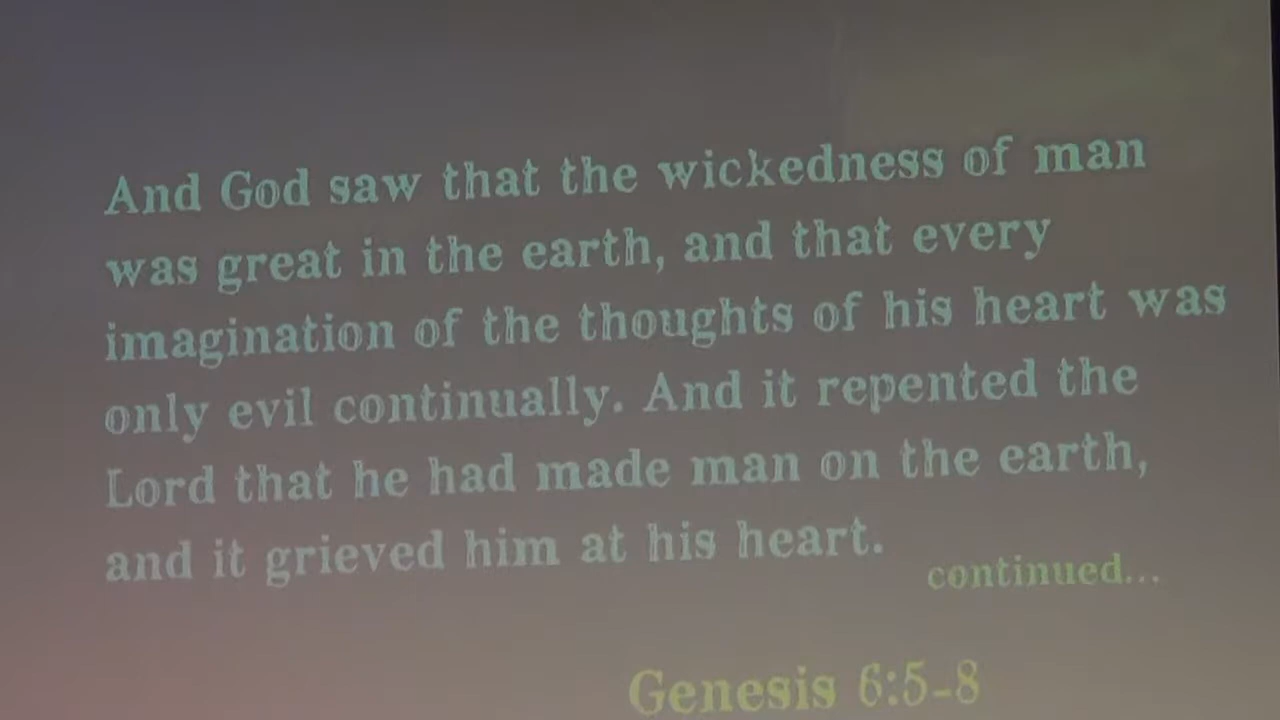 And God saw that the wickedness of man
was great in the earth, and that every
imagination of the thoughts of his heart was
only evil continually. And it repented the
Lord that he had made man on the earth,
and it grieved him at his heart.
continued...
Genesis 6:5-8